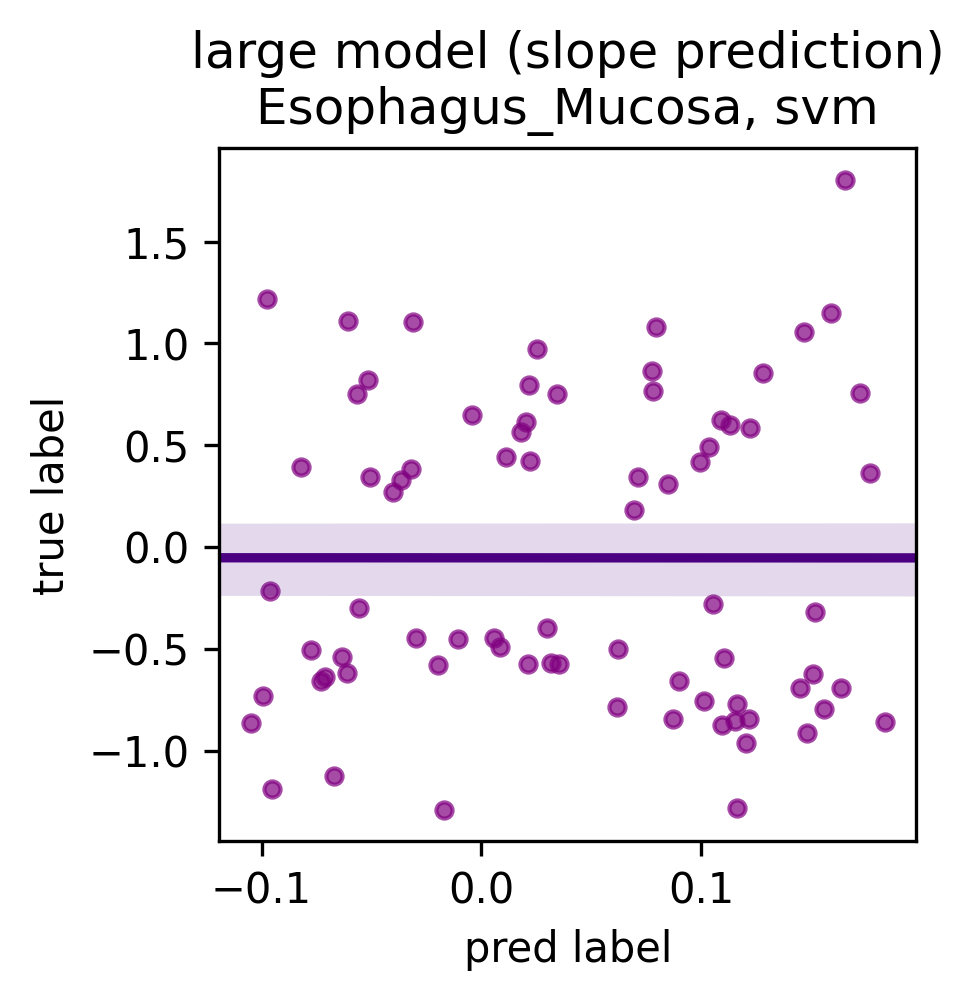 large model (slope prediction)
Esophagus_Mucosa, svm
1.5
1.0
0.5
0.0
−0.5
−1.0
true label
−0.1
0.0
0.1
pred label